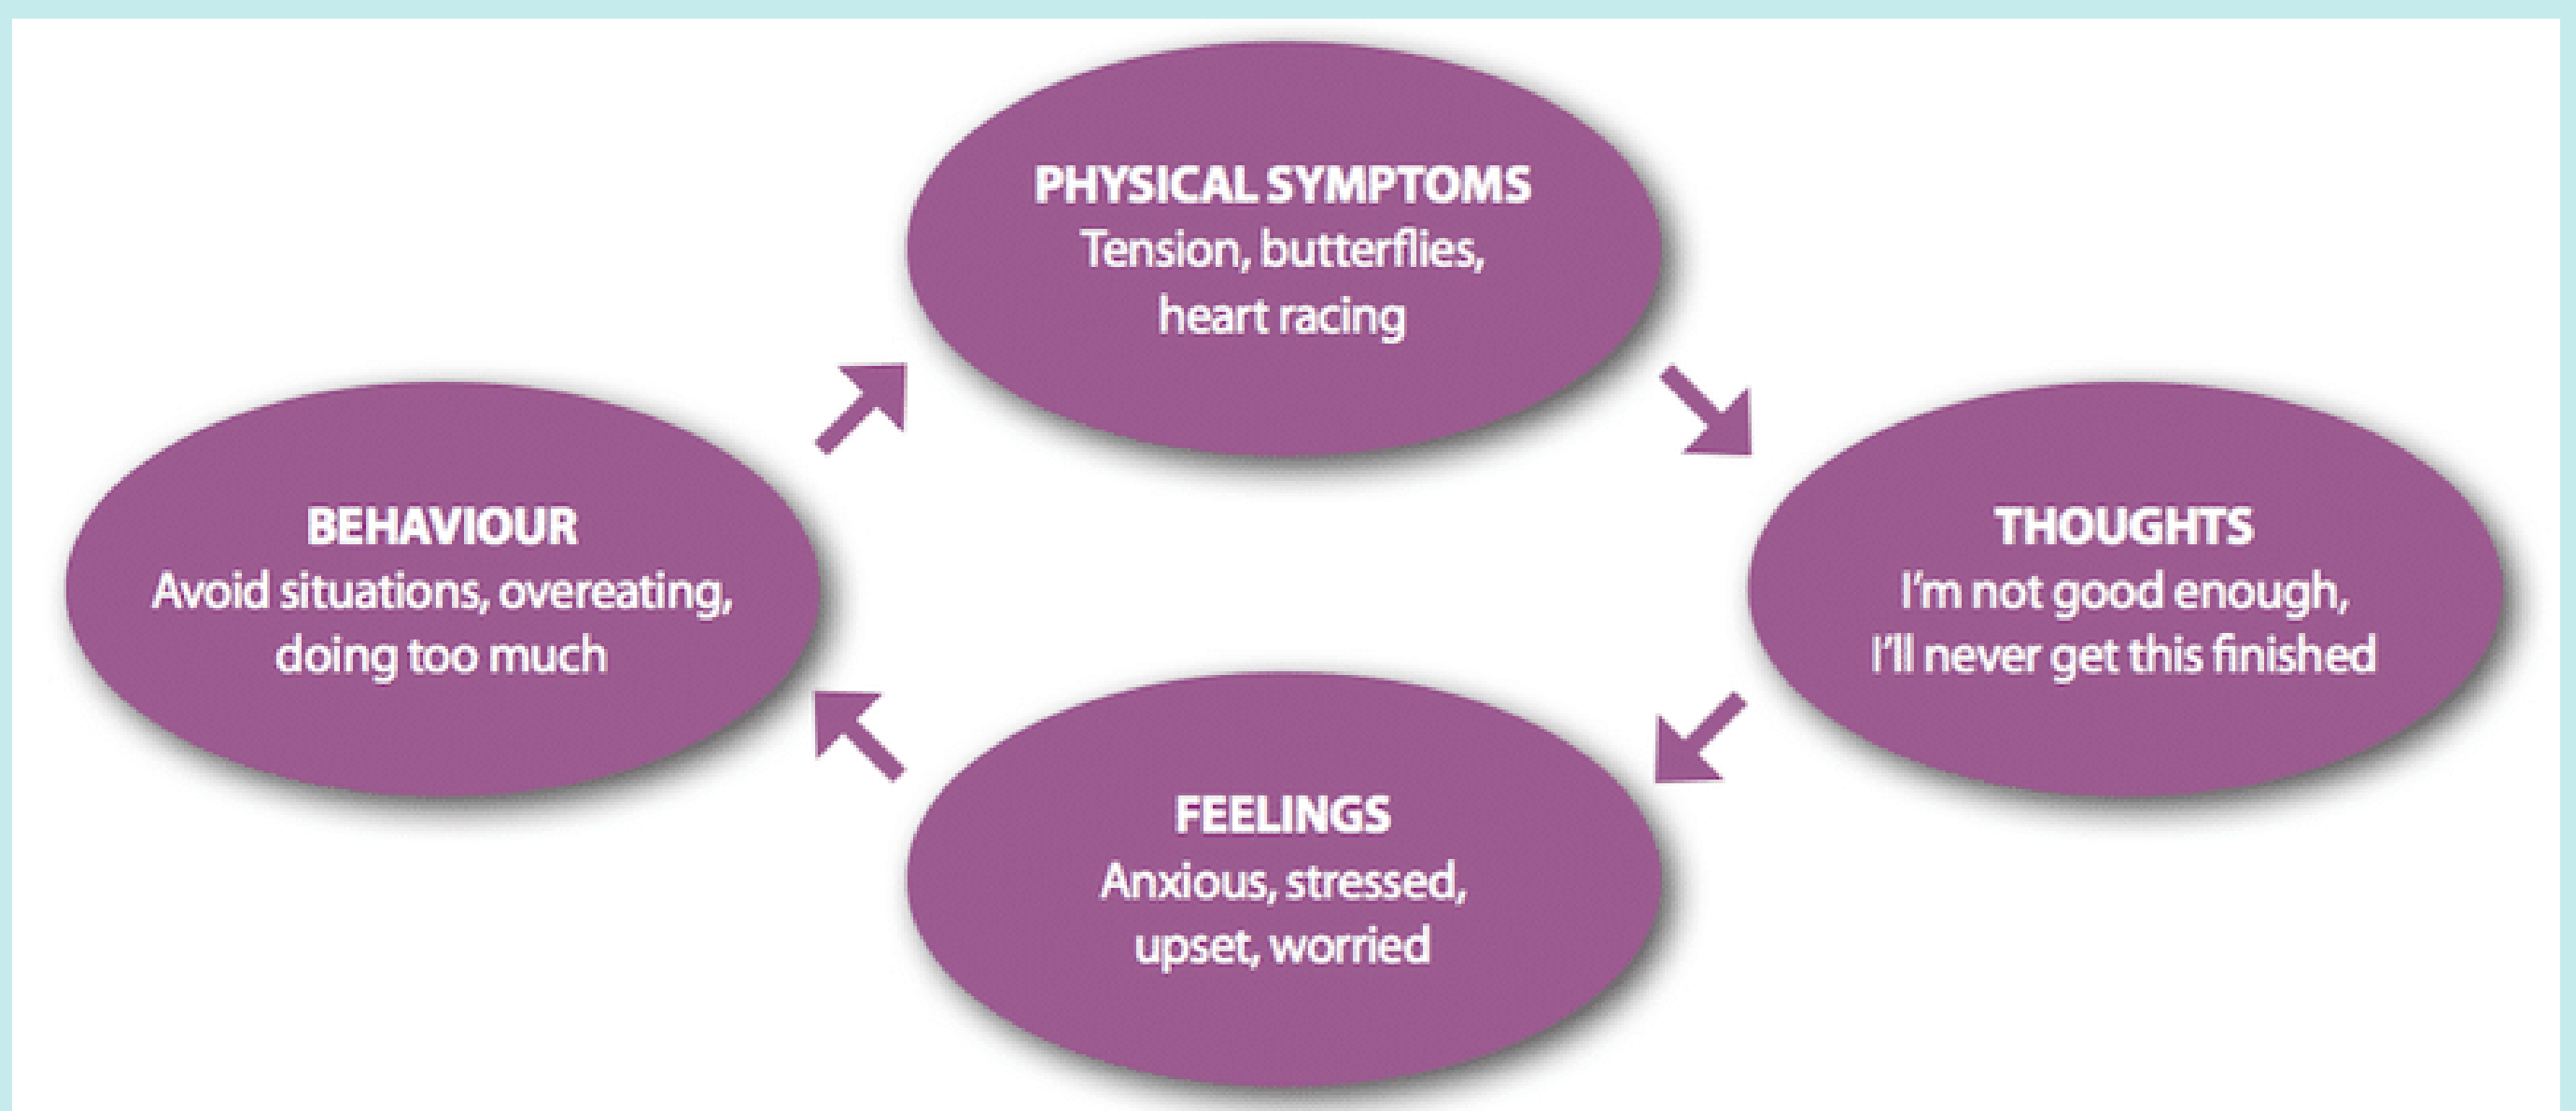 PHYSICAL SYMPTOMS
Tension, butterflies,
heart racing
THOUGHTS
I'm not good enough,
I'll never get this finished
FEELINGS
Anxious, stressed,
upset, worried
BEHAVIOUR
Avoid situations, overeating,
doing too much